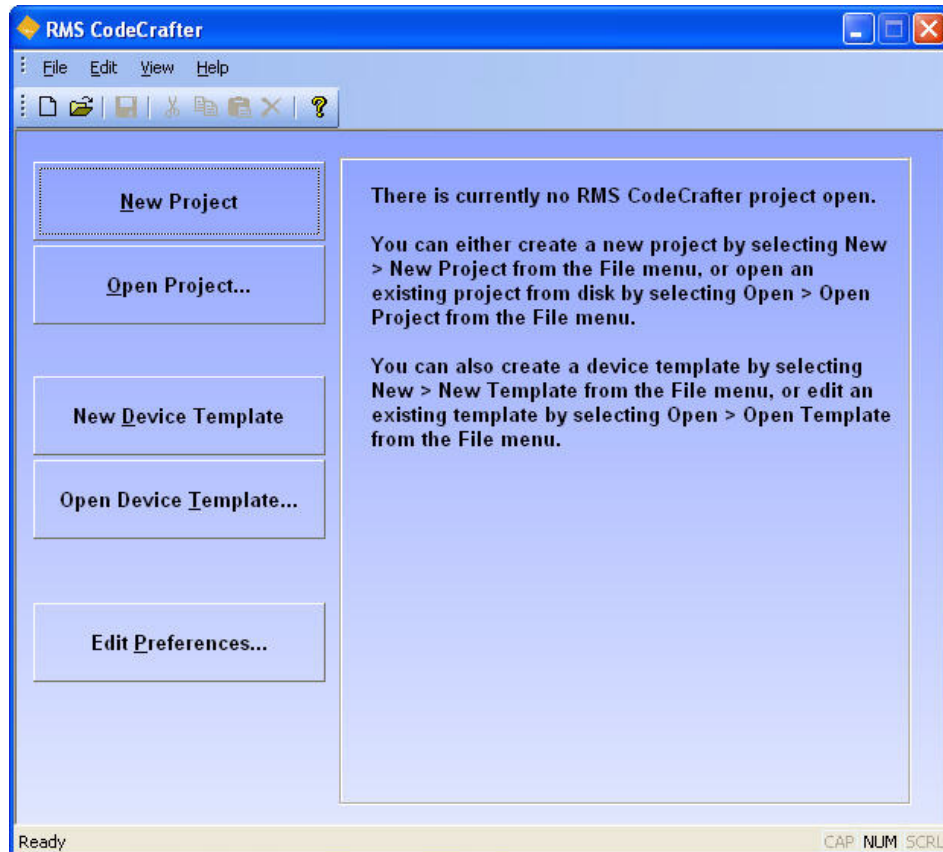 RMS CodeCrafter
File Edit View Help
New Project
Open Project...
New Device Template
Open Device Template...
Edit Preferences...
There is currently no RMS CodeCrafter project open.
You can either create a new project by selecting New
> New Project from the File menu, or open an
existing project from disk by selecting Open > Open
Project from the File menu.
You can also create a device template by selecting
New > New Template from the File menu, or edit an
existing template by selecting Open > Open Template
from the File menu.
Ready
CAP NUM SCRL